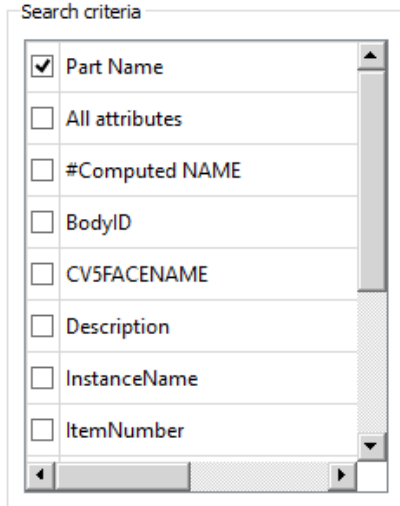 Search criteria
Part Name
All attributes
#Computed NAME
BodyID
CV5FACENAME
Description
InstanceName
ItemNumber